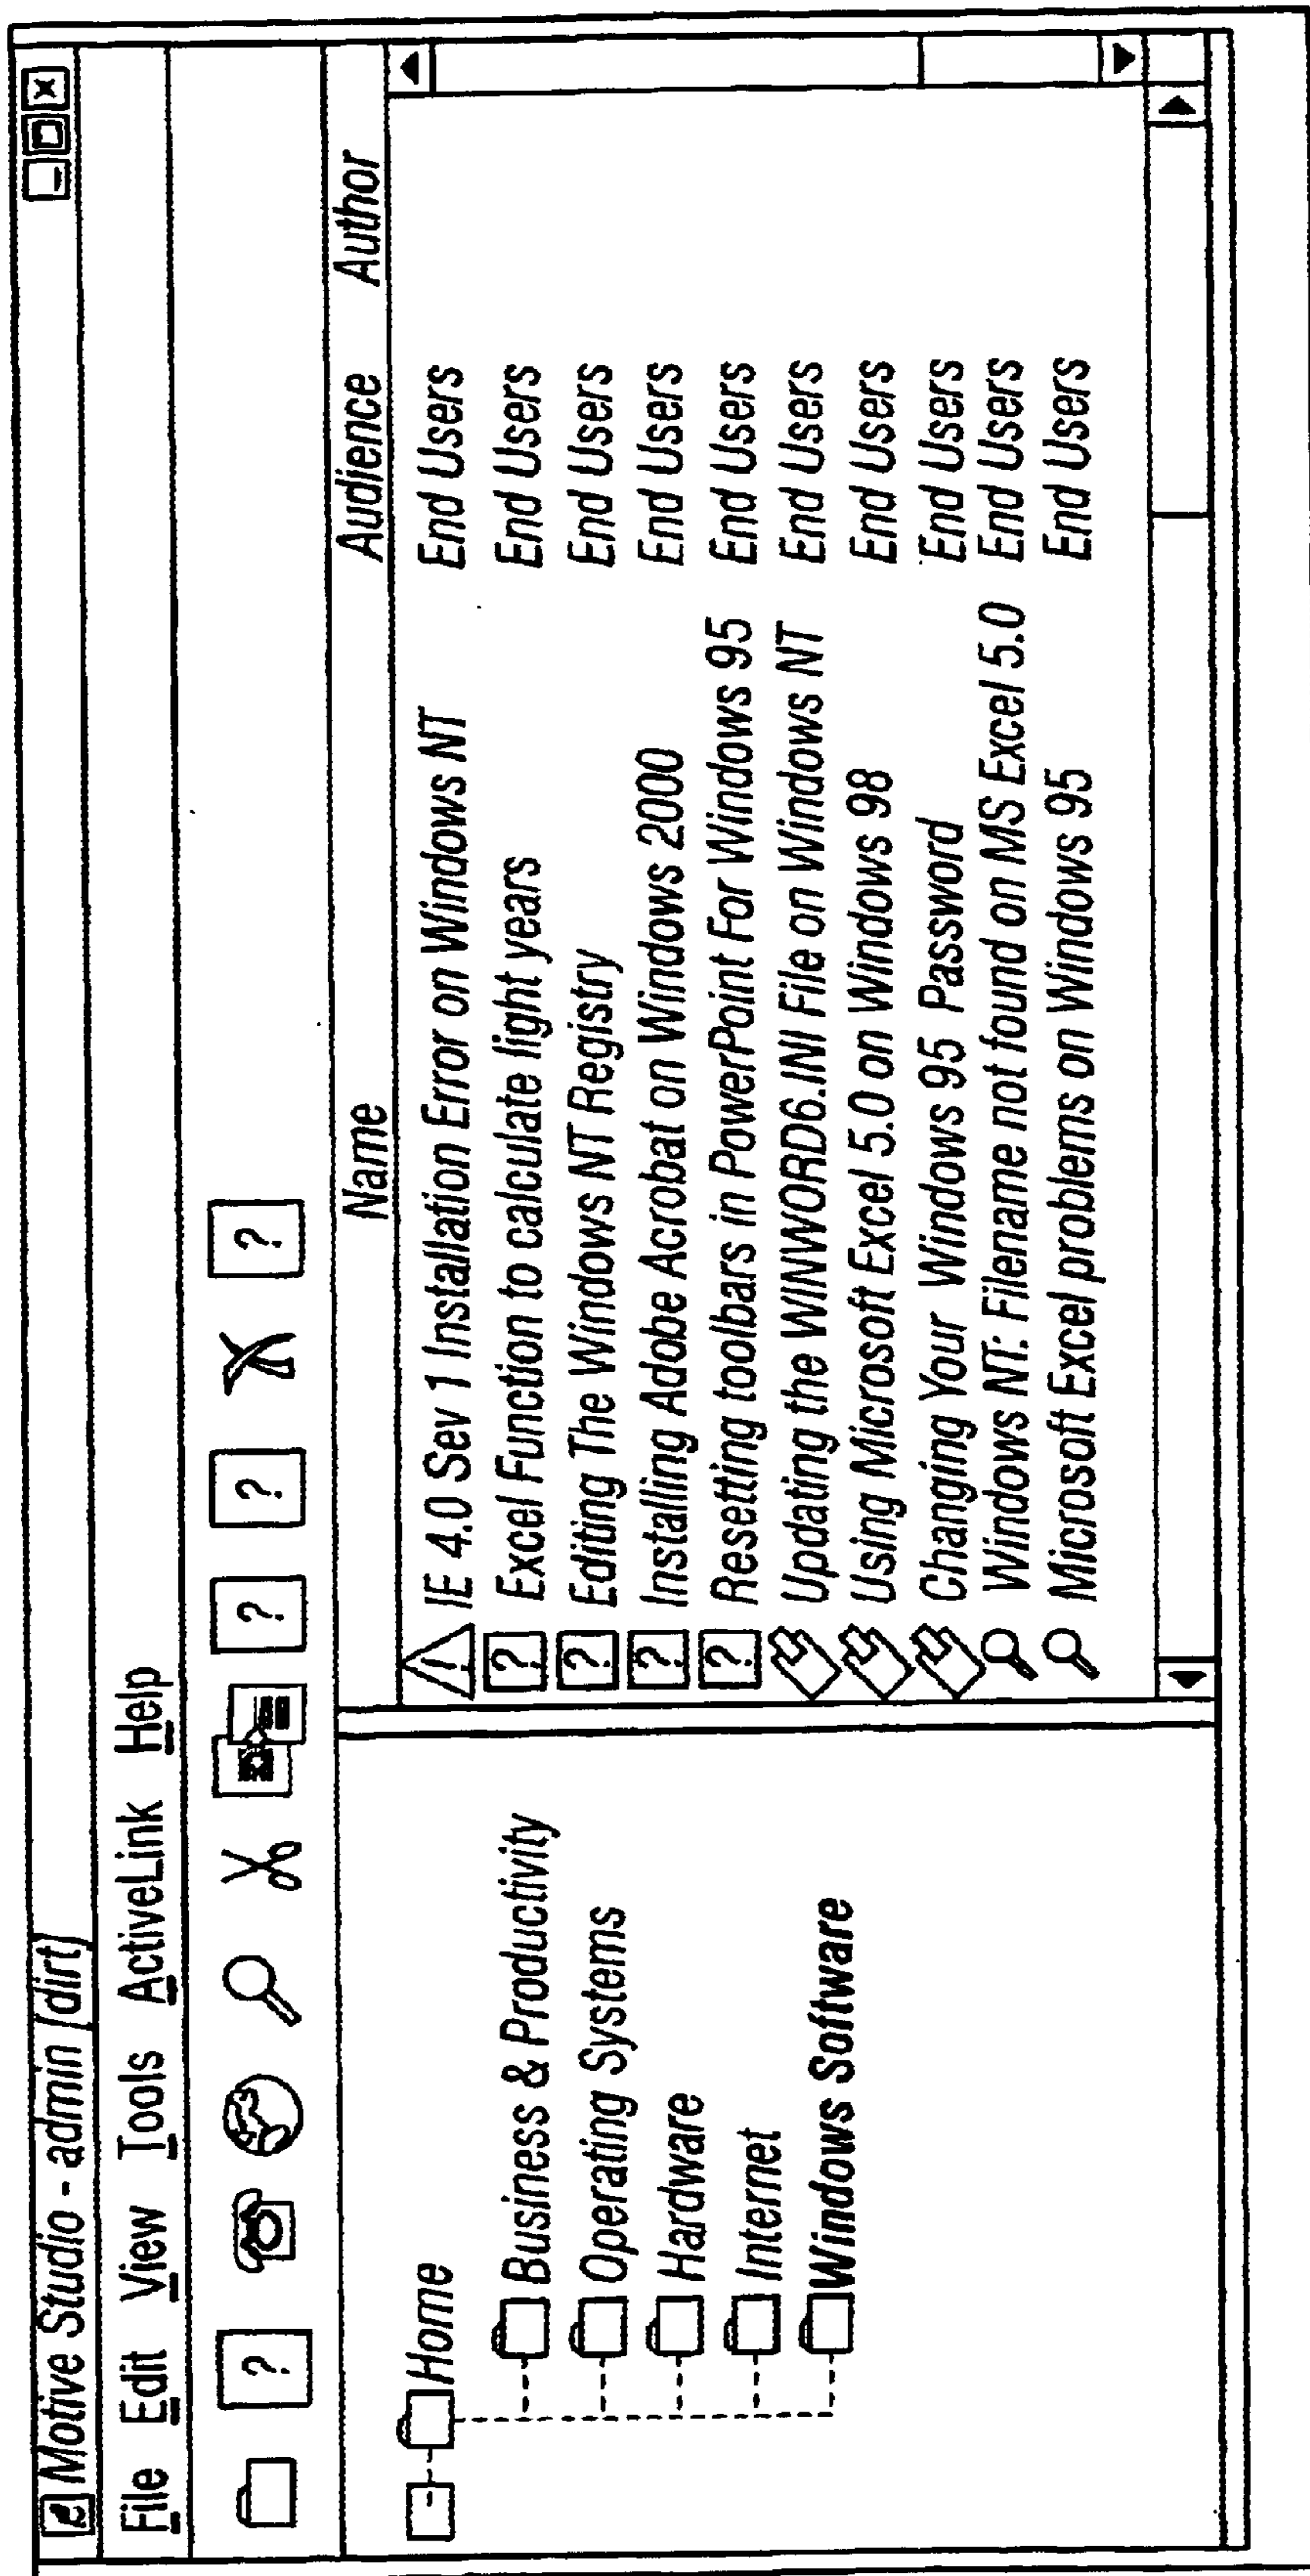 Motive Studio - admin [dirt]
File Edit View Tools ActiveLink Help
? ? ? ?
Name Audience Author
Home
Business & Productivity
Operating Systems
Hardware
Internet
Windows Software
! IE 4.0 Sev 1 Installation Error on Windows NT End Users
? Excel Function to calculate light years End Users
? Editing The Windows NT Registry End Users
? Installing Adobe Acrobat on Windows 2000 End Users
? Resetting toolbars in PowerPoint For Windows 95 End Users
Updating the WINWORD6.INI File on Windows NT End Users
Using Microsoft Excel 5.0 on Windows 98 End Users
Changing Your Windows 95 Password End Users
Windows NT: Filename not found on MS Excel 5.0 End Users
Microsoft Excel problems on Windows 95 End Users